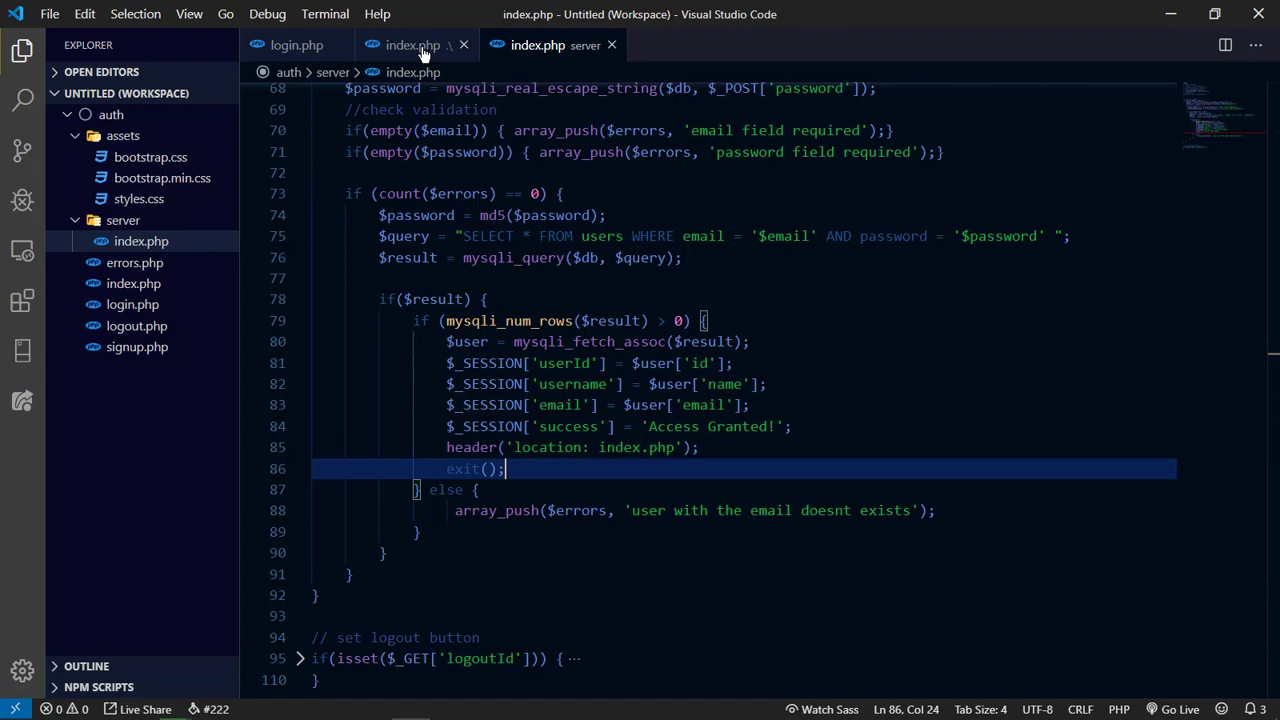 File Edit Selection View Go Debug Terminal Help
index.php - Untitled (Workspace) - Visual Studio Code
EXPLORER
OPEN EDITORS
UNTITLED (WORKSPACE)
auth
assets
bootstrap.css
bootstrap.min.css
styles.css
server
index.php
errors.php
index.php
login.php
logout.php
signup.php
OUTLINE
NPM SCRIPTS
login.php
index.php .\
index.php server
auth > server > index.php
68 $password = mysqli_real_escape_string($db, $_POST['password']);
69 //check validation
70 if(empty($email)) { array_push($errors, 'email field required');}
71 if(empty($password)) { array_push($errors, 'password field required');}
72
73 if (count($errors) == 0) {
74 $password = md5($password);
75 $query = "SELECT * FROM users WHERE email = '$email' AND password = '$password' ";
76 $result = mysqli_query($db, $query);
77
78 if($result) {
79 if (mysqli_num_rows($result) > 0) {
80 $user = mysqli_fetch_assoc($result);
81 $_SESSION['userId'] = $user['id'];
82 $_SESSION['username'] = $user['name'];
83 $_SESSION['email'] = $user['email'];
84 $_SESSION['success'] = 'Access Granted!';
85 header('location: index.php');
86 exit();
87 } else {
88 array_push($errors, 'user with the email doesnt exists');
89 }
90 }
91 }
92 }
93
94 // set logout button
95 if(isset($_GET['logoutId'])) { ···
110 }
0 0 Live Share #222
Watch Sass Ln 86, Col 24 Tab Size: 4 UTF-8 CRLF PHP Go Live 3